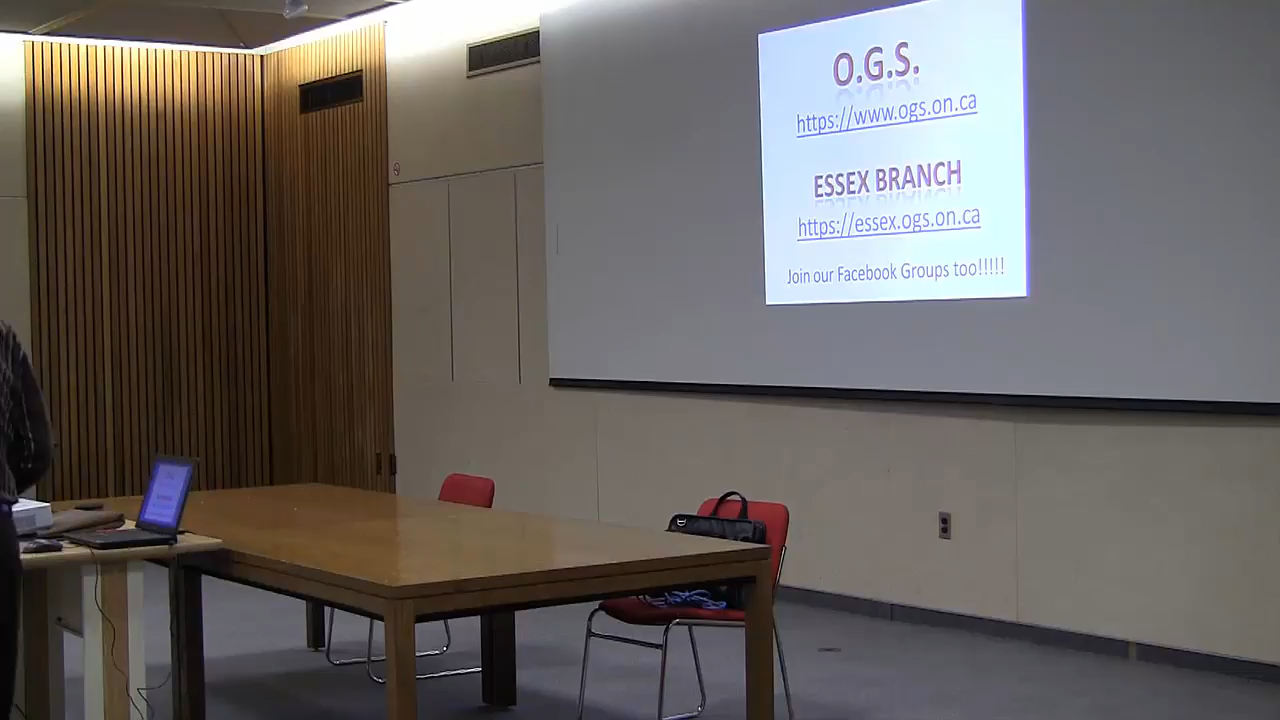 O.G.S.
https://www.ogs.on.ca
ESSEX BRANCH
https://essex.ogs.on.ca
Join our Facebook Groups too!!!!!